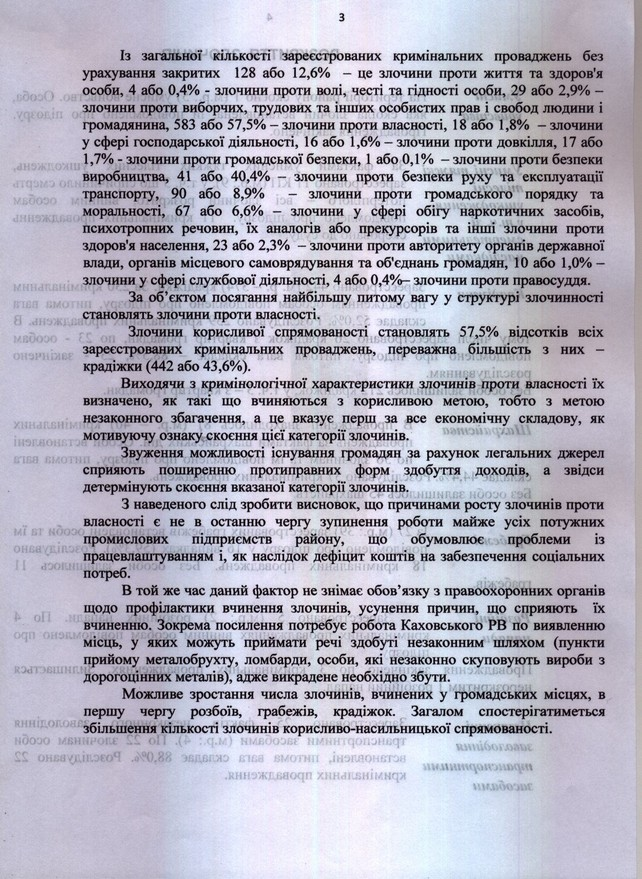 3
Із загальної кількості зареєстрованих кримінальних проваджень без
урахування закритих 128 або 12,6% – це злочини проти життя та здоров'я
особи, 4 або 0,4% - злочини проти волі, честі та гідності особи, 29 або 2,9% –
злочини проти виборчих, трудових та інших особистих прав і свобод людини і
громадянина, 583 або 57,5% – злочини проти власності, 18 або 1,8% – злочини
у сфері господарської діяльності, 16 або 1,6% – злочини проти довкілля, 17 або
1,7% - злочини проти громадської безпеки, 1 або 0,1% – злочини проти безпеки
виробництва, 41 або 40,4% – злочини проти безпеки руху та експлуатації
транспорту, 90 або 8,9% – злочини проти громадського порядку та
моральності, 67 або 6,6% – злочини у сфері обігу наркотичних засобів,
психотропних речовин, їх аналогів або прекурсорів та інші злочини проти
здоров'я населення, 23 або 2,3% – злочини проти авторитету органів державної
влади, органів місцевого самоврядування та об'єднань громадян, 10 або 1,0% –
злочини у сфері службової діяльності, 4 або 0,4%– злочини проти правосуддя.
За об’єктом посягання найбільшу питому вагу у структурі злочинності
становлять злочини проти власності.
Злочини корисливої спрямованості становлять 57,5% відсотків всіх
зареєстрованих кримінальних проваджень, переважна більшість з них –
крадіжки (442 або 43,6%).
Виходячи з кримінологічної характеристики злочинів проти власності їх
визначено, як такі що вчиняються з корисливою метою, тобто з метою
незаконного збагачення, а це вказує перш за все економічну складову, як
мотивуючу ознаку скоєння цієї категорії злочинів.
Звуження можливості існування громадян за рахунок легальних джерел
сприяють поширенню протиправних форм здобуття доходів, а звідси
детермінують скоєння вказаної категорії злочинів.
З наведеного слід зробити висновок, що причинами росту злочинів проти
власності є не в останню чергу зупинення роботи майже усіх потужних
промислових підприємств району, що обумовлює проблеми із
працевлаштуванням і, як наслідок дефіцит коштів на забезпечення соціальних
потреб.
В той же час даний фактор не знімає обов’язку з правоохоронних органів
щодо профілактики вчинення злочинів, усунення причин, що сприяють їх
вчиненню. Зокрема посилення потребує робота Каховського РВ по виявленню
місць, у яких можуть приймати речі здобуті незаконним шляхом (пункти
прийому металобрухту, ломбарди, особи, які незаконно скуповують вироби з
дорогоцінних металів), адже викрадене необхідно збути.
Можливе зростання числа злочинів, вчинених у громадських місцях, в
першу чергу розбоїв, грабежів, крадіжок. Загалом спостерігатиметься
збільшення кількості злочинів корисливо-насильницької спрямованості.